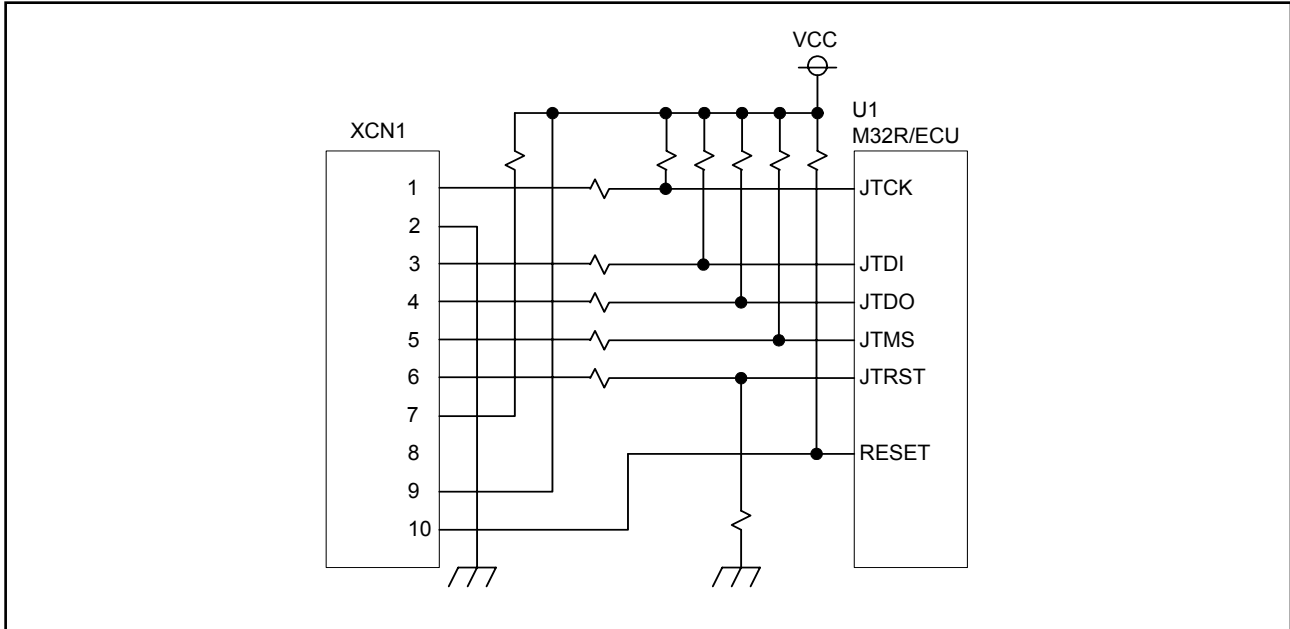 VCC
U1
XCN1
M32R/ECU
1
JTCK
2
3
JTDI
4
JTDO
5
JTMS
6
JTRST
7
8
RESET
9
10